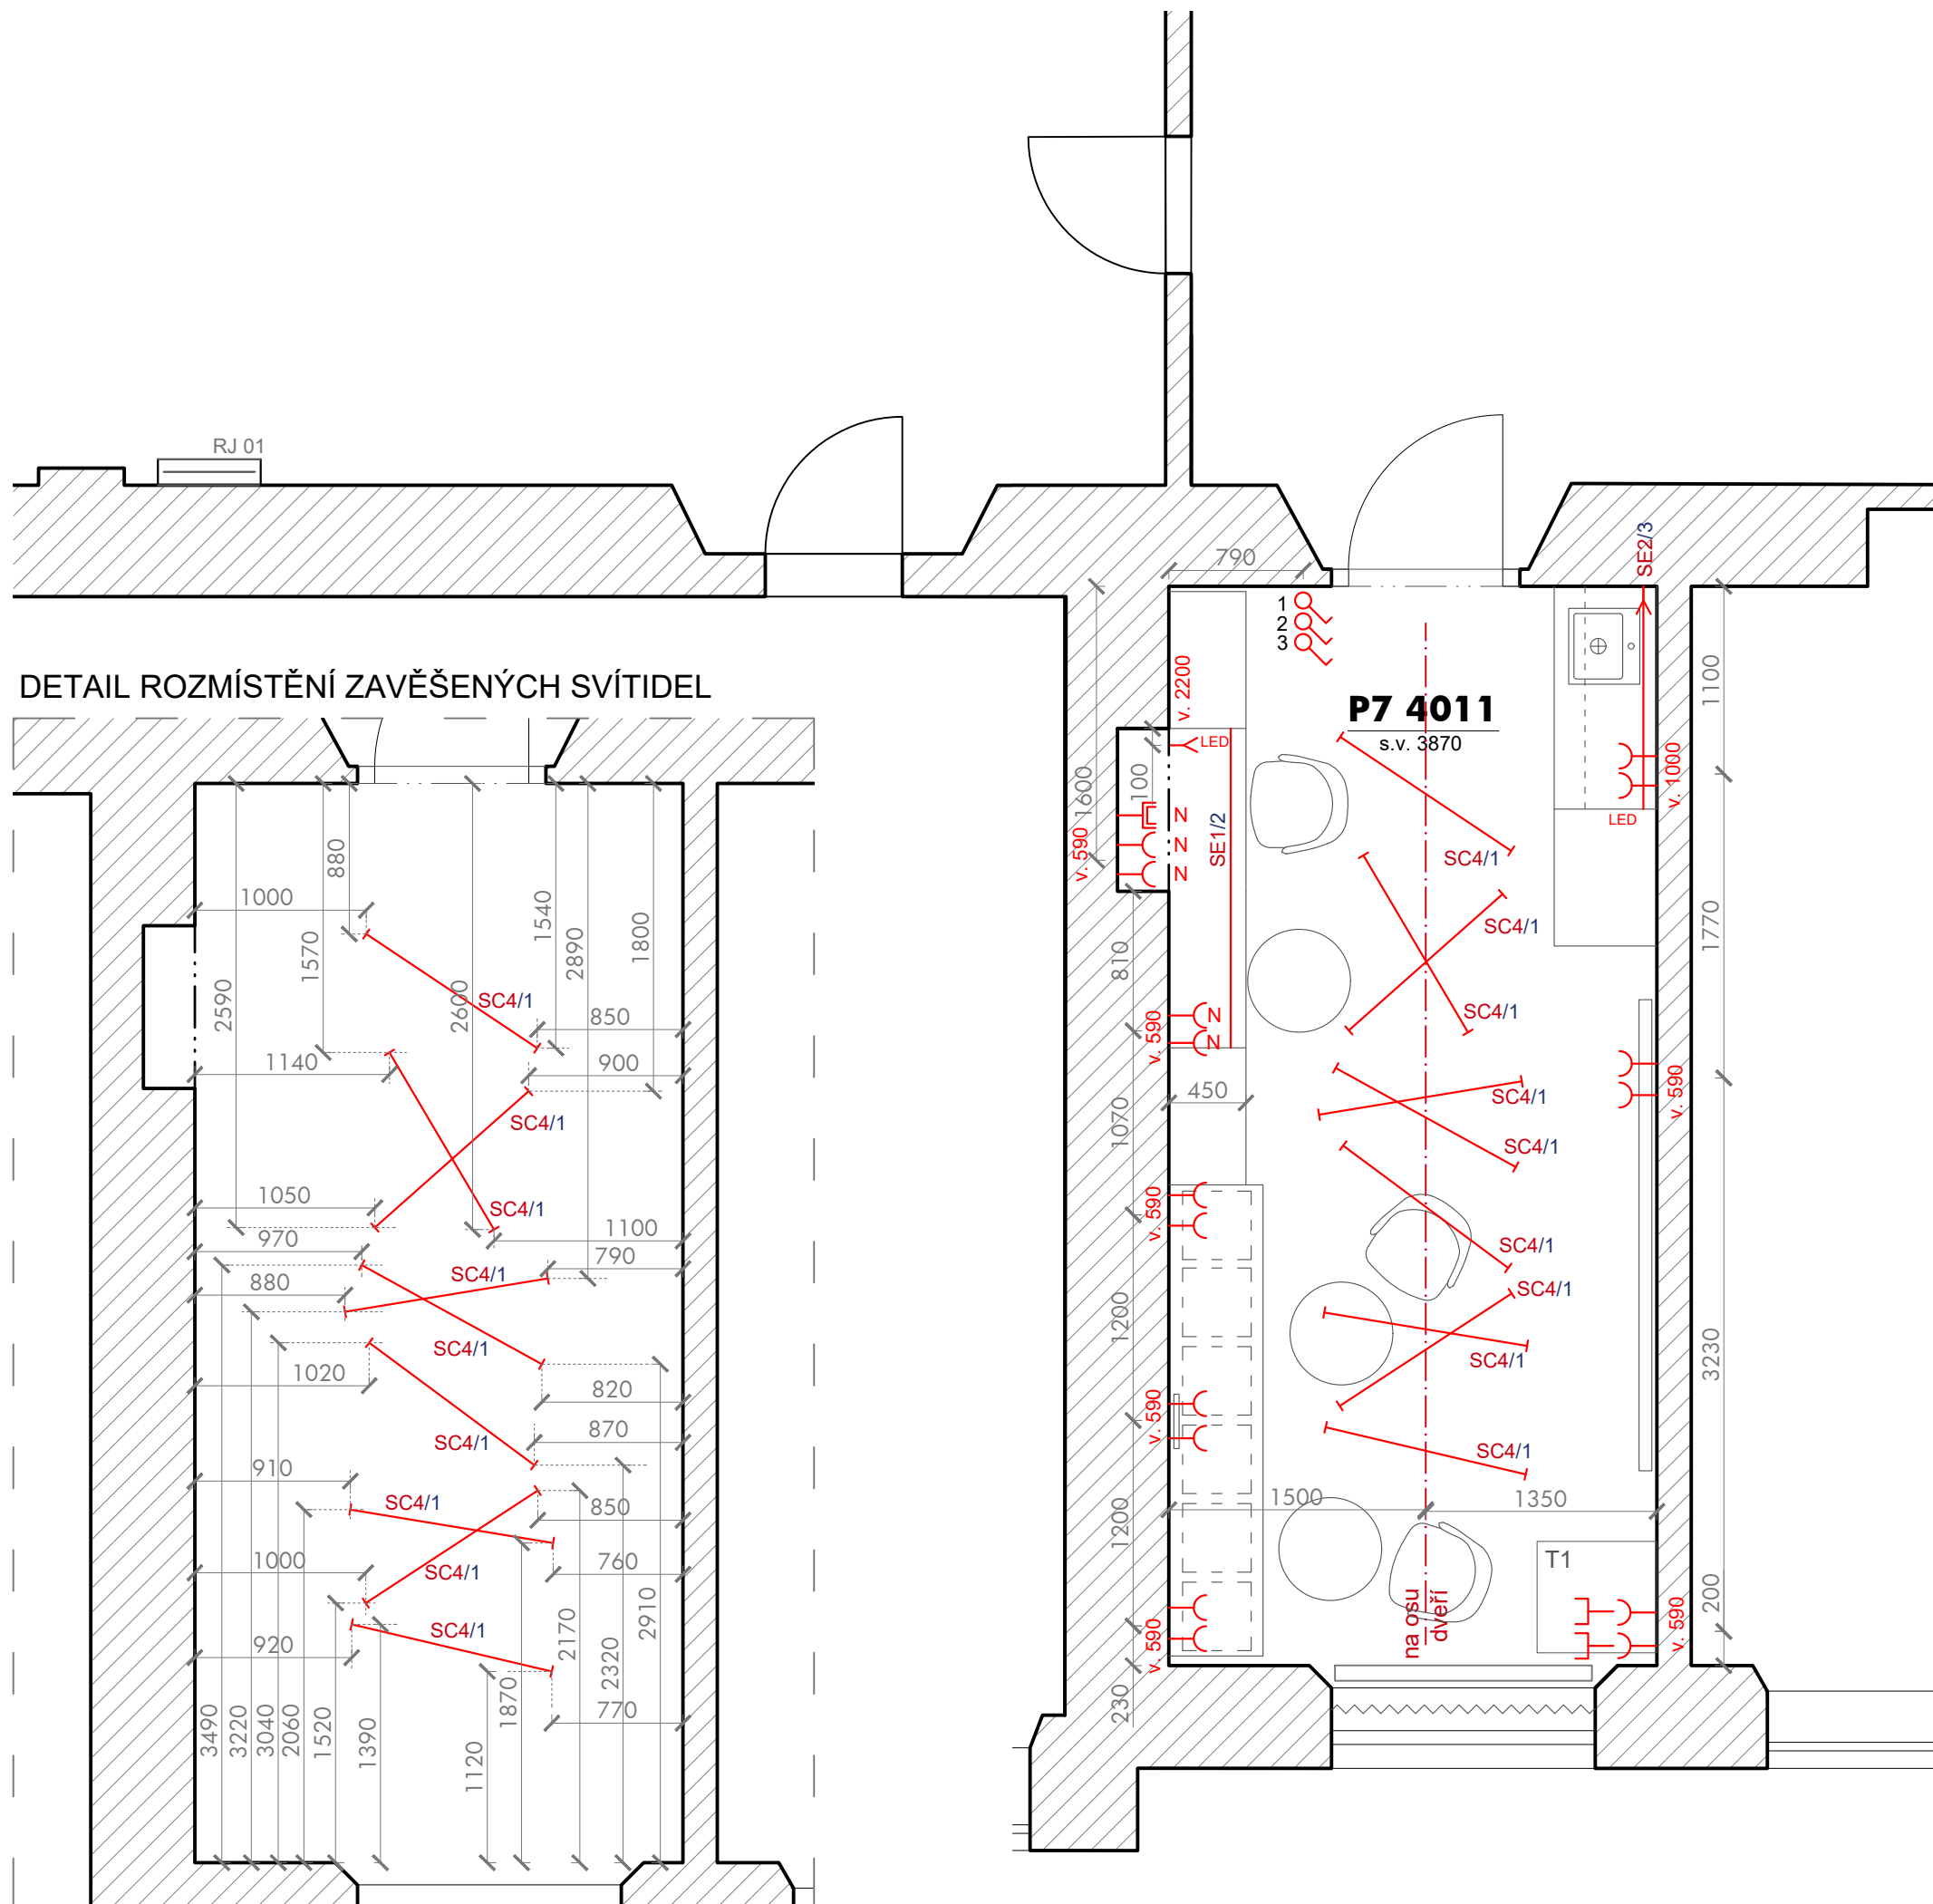 RJ 01
DETAIL ROZMÍSTĚNÍ ZAVĚŠENÝCH SVÍTIDEL
880
1000
1570
2590
2600
1540
2890
1800
SC4/1
850
1140
900
SC4/1
1050
SC4/1
1100
970
790
SC4/1
880
SC4/1
1020
820
870
SC4/1
910
SC4/1
850
1000
760
SC4/1
920
SC4/1
770
3490
3220
3040
2060
1520
1390
1120
1870
2170
2320
2910
790
SE2/3
1
2
3
v. 2200
P7 4011
s.v. 3870
1100
LED
1600
100
v. 1000
LED
N
N
N
v. 590
SE1/2
SC4/1
SC4/1
1770
810
N
N
v. 590
SC4/1
450
SC4/1
v. 590
1070
SC4/1
v. 590
SC4/1
SC4/1
1200
SC4/1
3230
v. 590
SC4/1
1500
1350
1200
T1
na osu
dveří
200
v. 590
v. 590
230